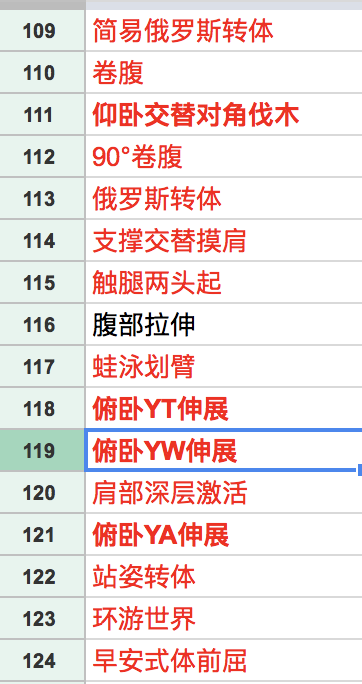 109 简易俄罗斯转体
110 卷腹
111 仰卧交替对角伐木
112 90°卷腹
113 俄罗斯转体
114 支撑交替摸肩
115 触腿两头起
116 腹部拉伸
117 蛙泳划臂
118 俯卧YT伸展
119 俯卧YW伸展
120 肩部深层激活
121 俯卧YA伸展
122 站姿转体
123 环游世界
124 早安式体前屈